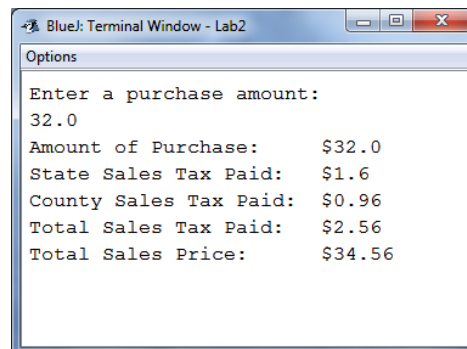 BlueJ: Terminal Window - Lab2
Options
Enter a purchase amount:
32.0
Amount of Purchase: $32.0
State Sales Tax Paid: $1.6
County Sales Tax Paid: $0.96
Total Sales Tax Paid: $2.56
Total Sales Price: $34.56